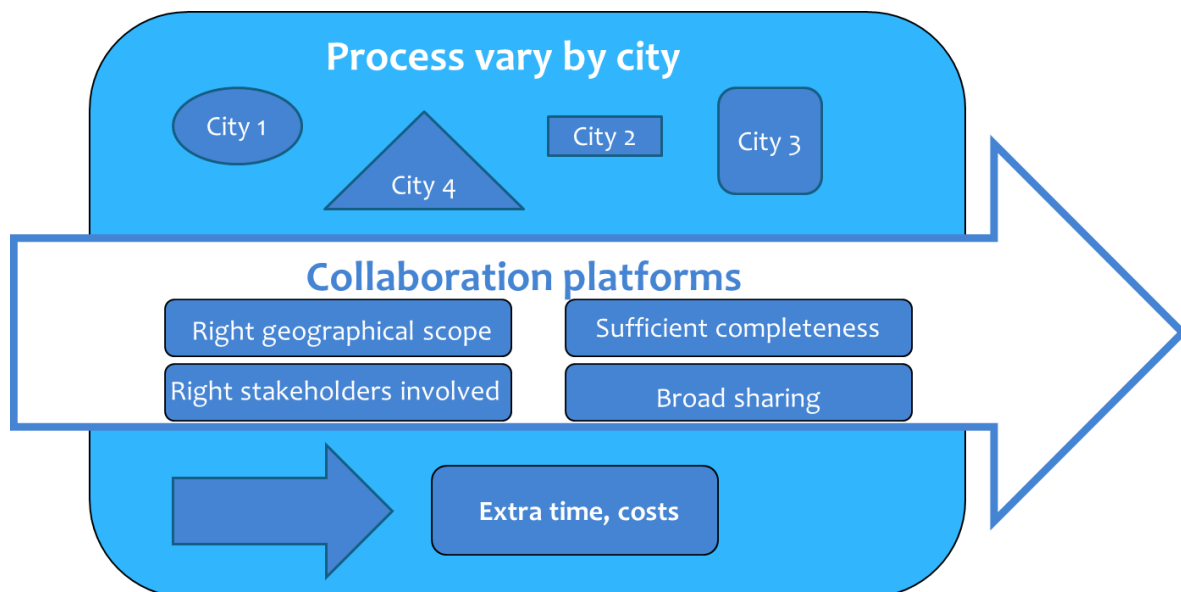 Process vary by city
City 1
City 4
City 2
City 3
Collaboration platforms
Right geographical scope
Sufficient completeness
Right stakeholders involved
Broad sharing
Extra time, costs